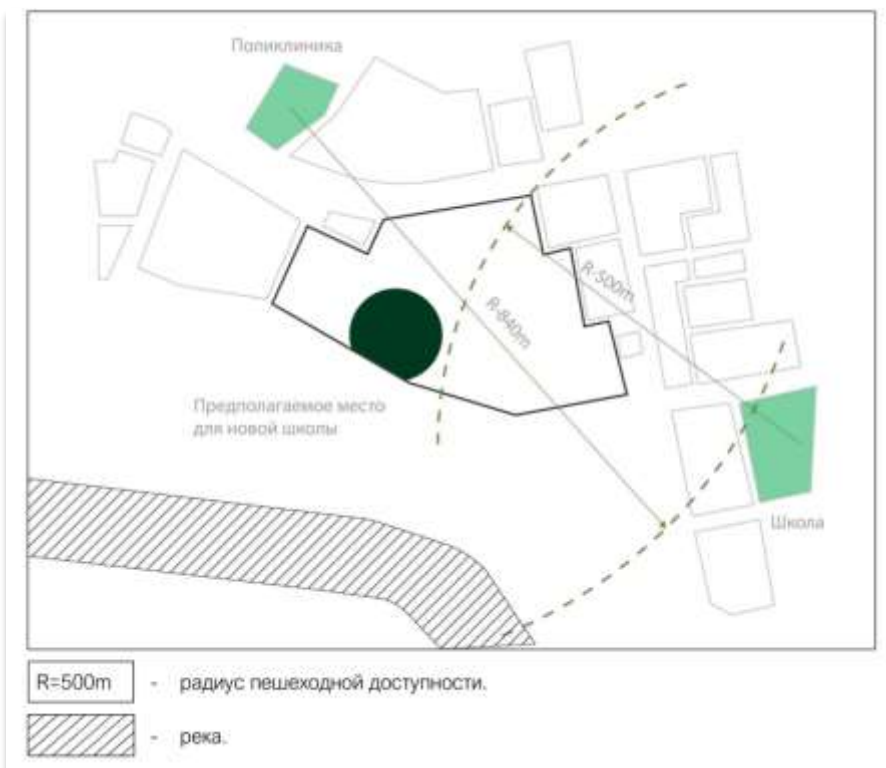 Поликлиника
R-500m
R-840m
Предполагаемое место
для новой школы
Школа
R=500m - радиус пешеходной доступности.
- река.